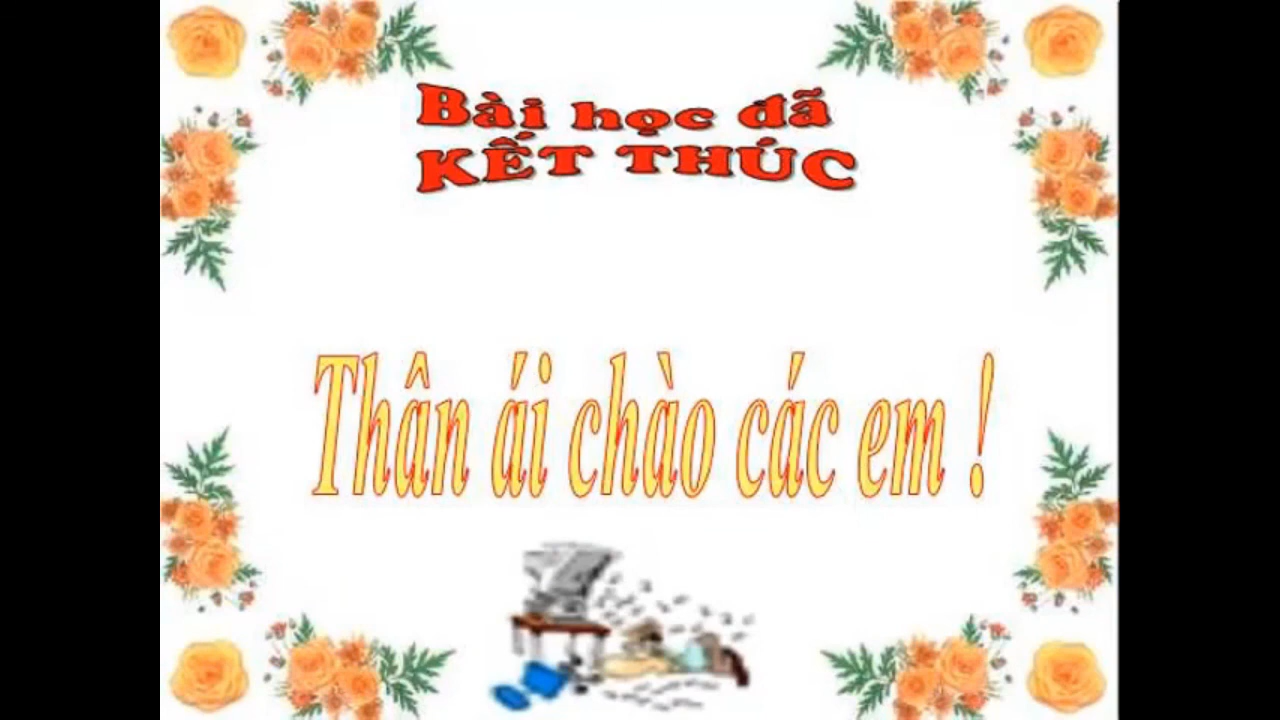 Bài học đã
KẾT THÚC
Thân ái chào các em !